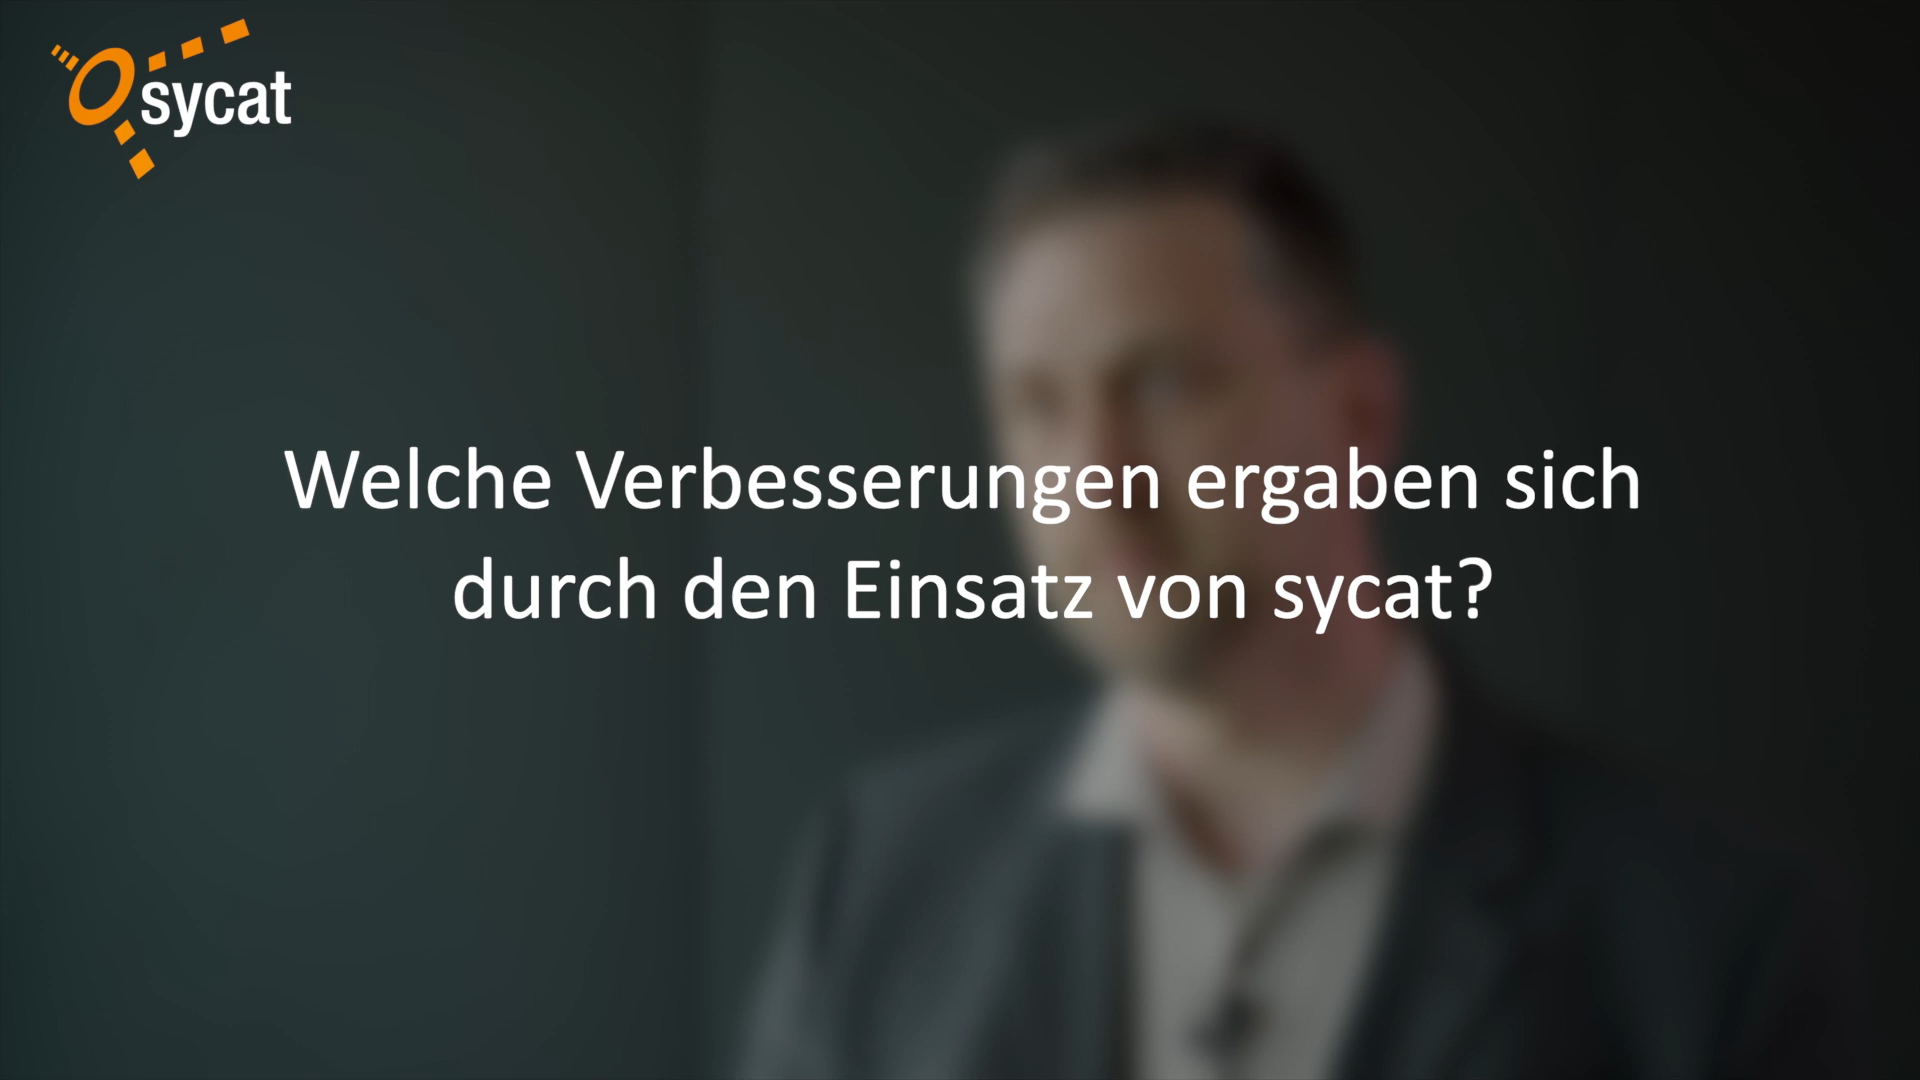 sycat
Welche Verbesserungen ergaben sich
durch den Einsatz von sycat?